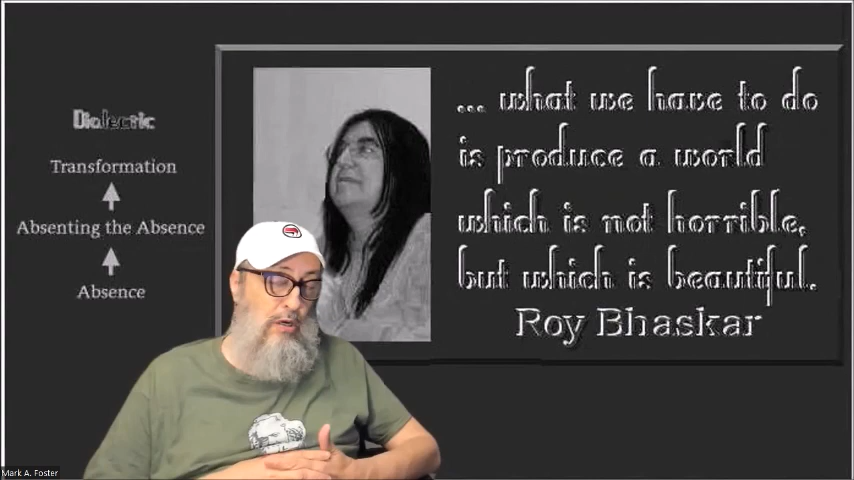 Dialectic
Transformation
Absenting the Absence
Absence
... what we have to do
is produce a world
which is not horrible,
but which is beautiful.
Roy Bhaskar
Mark A. Foster